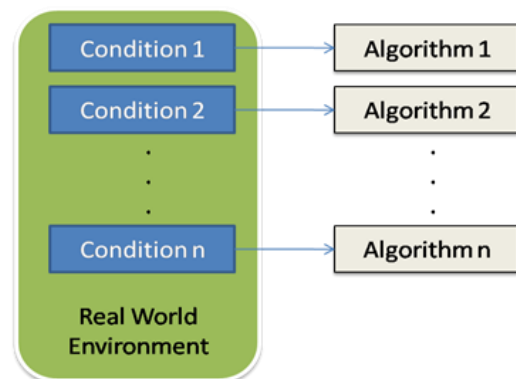 Condition 1
Algorithm 1
Condition 2
Algorithm 2
.
.
.
.
.
.
Condition n
Algorithm n
Real World
Environment